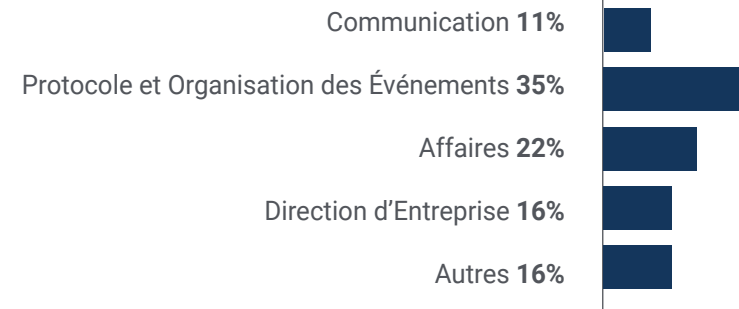 Communication 11%
Protocole et Organisation des Événements 35%
Affaires 22%
Direction d’Entreprise 16%
Autres 16%